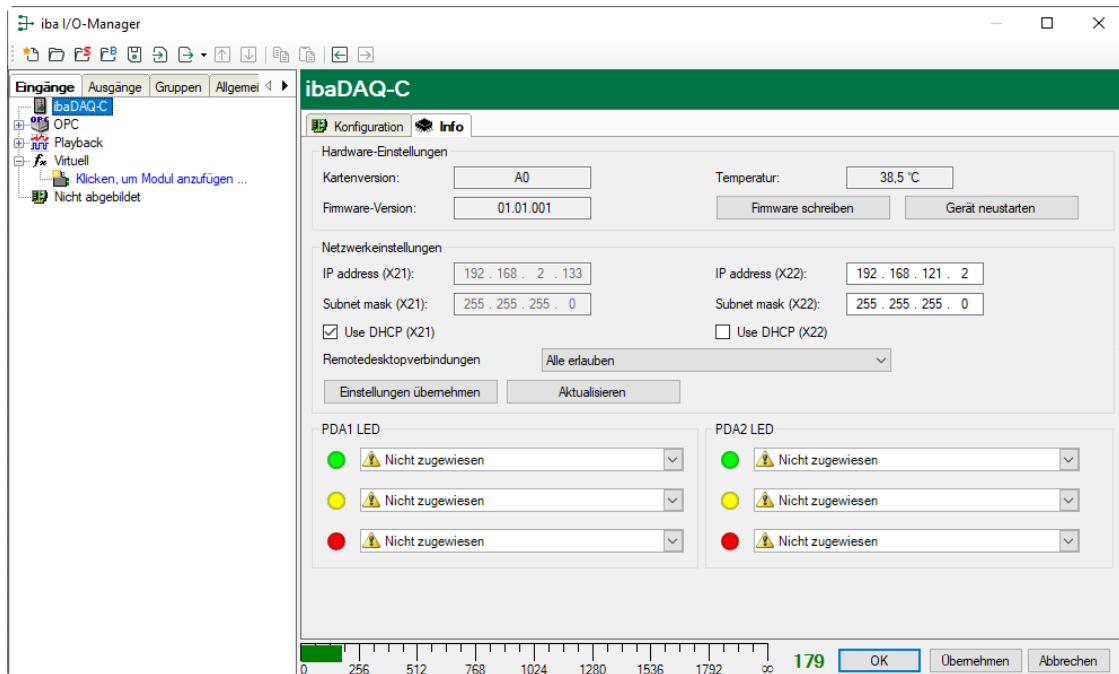 iba I/O-Manager
Eingänge Ausgänge Gruppen Allgemei
ibaDAQ-C
OPC
Playback
Virtuell
Klicken, um Modul anzufügen ...
Nicht abgebildet
ibaDAQ-C
Konfiguration Info
Hardware-Einstellungen
Kartenversion: A0 Temperatur: 38,5 °C
Firmware-Version: 01.01.001 Firmware schreiben Gerät neustarten
Netzwerkeinstellungen
IP address (X21): 192 . 168 . 2 . 133 IP address (X22): 192 . 168 . 121 . 2
Subnet mask (X21): 255 . 255 . 255 . 0 Subnet mask (X22): 255 . 255 . 255 . 0
Use DHCP (X21) Use DHCP (X22)
Remotedesktopverbindungen Alle erlauben
Einstellungen übernehmen Aktualisieren
PDA1 LED PDA2 LED
Nicht zugewiesen Nicht zugewiesen
Nicht zugewiesen Nicht zugewiesen
Nicht zugewiesen Nicht zugewiesen
0 256 512 768 1024 1280 1536 1792 ∞ 179 OK Übernehmen Abbrechen